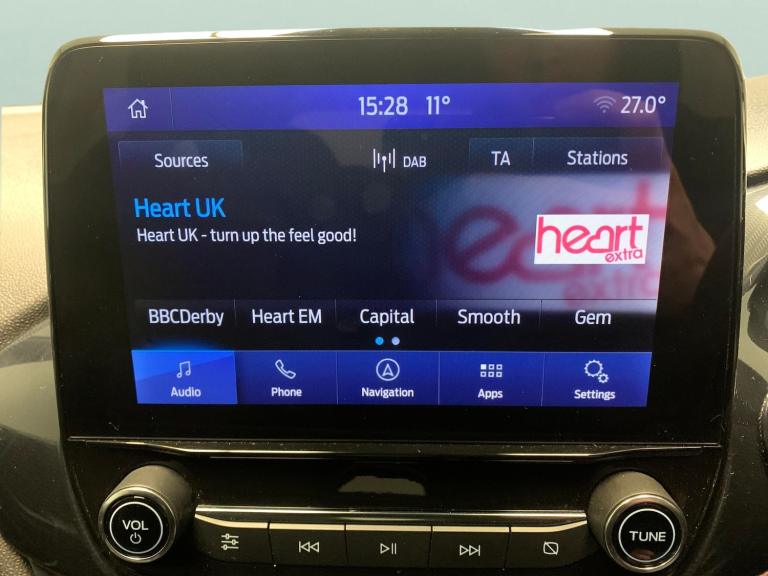 15:28 11° 27.0°
Sources DAB TA Stations
Heart UK
Heart UK - turn up the feel good!
heart
extra
BBCDerby Heart EM Capital Smooth Gem
Audio Phone Navigation Apps Settings
VOL TUNE